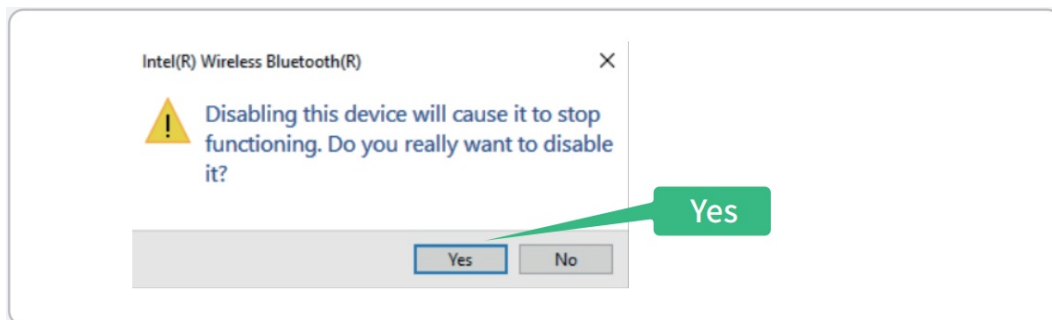 Intel(R) Wireless Bluetooth(R)
Disabling this device will cause it to stop
functioning. Do you really want to disable
it?
Yes
Yes No